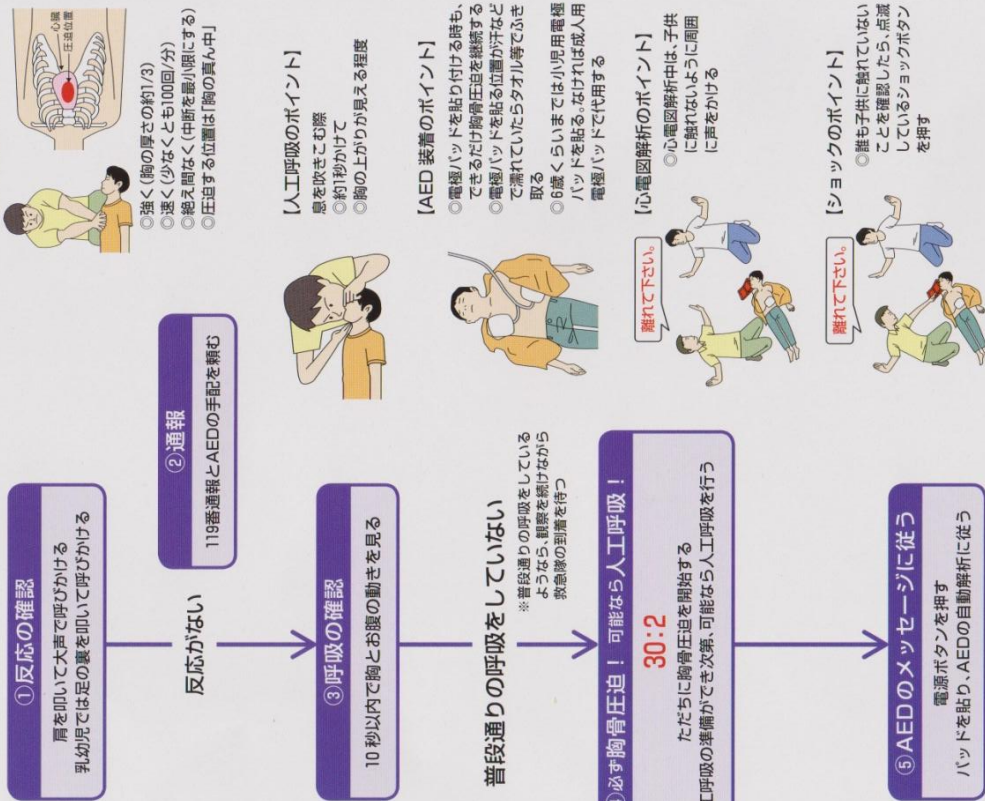 ①反応の確認
肩を叩いて大声で呼びかける
乳幼児では足の裏を叩いて呼びかける
反応がない
②通報
119番通報とAEDの手配を頼む
③呼吸の確認
10秒以内で胸とお腹の動きを見る
普段通りの呼吸をしていない
※普段通りの呼吸をしている
ようなら、観察を続けながら
救急隊の到着を待つ
必ず胸骨圧迫！ 可能なら人工呼吸！
30：2
ただちに胸骨圧迫を開始する
工呼吸の準備ができ次第、可能なら人工呼吸を行う
⑤AEDのメッセージに従う
電源ボタンを押す
パッドを貼り、AEDの自動解析に従う
心臓
圧迫位置
◎強く（胸の厚さの約1/3）
◎速く（少なくとも100回/分）
◎絶え間なく（中断を最小限にする）
◎圧迫する位置は「胸の真ん中」
【人工呼吸のポイント】
息を吹きこむ際
◎約1秒かけて
◎胸の上がりが見える程度
【AED装着のポイント】
◎電極パッドを貼り付ける時も、
できるだけ胸骨圧迫を継続する
◎電極パッドを貼る位置が汗など
で濡れていたらタオル等でふき
取る
◎6歳くらいまでは小児用電極
パッドを貼る。なければ成人用
電極パッドで代用する
【心電図解析のポイント】
◎心電図解析中は、子供
に触れないように周囲
に声をかける
離れて下さい。
【ショックのポイント】
◎誰も子供に触れていない
ことを確認したら、点滅
しているショックボタン
を押す
離れて下さい。